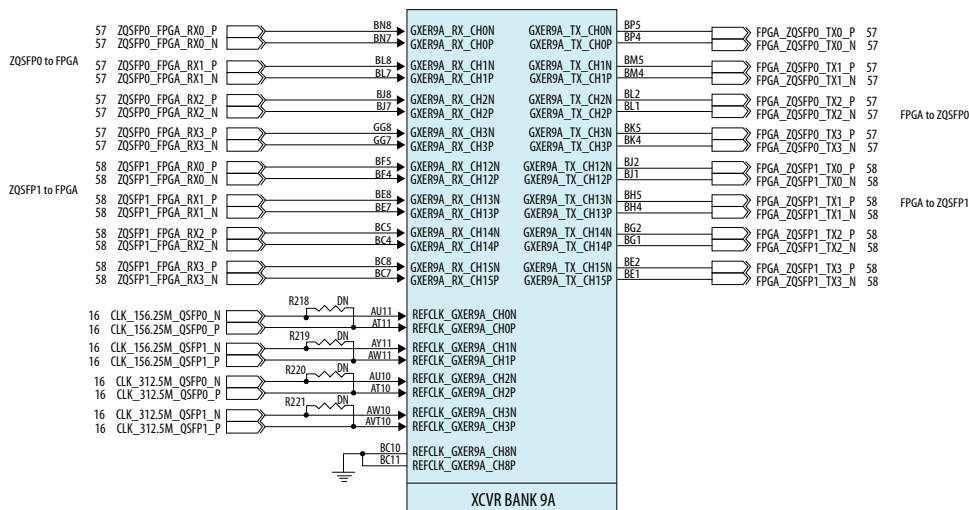 57 ZQSFP0_FPGA_RX0_P BN8 GXER9A_RX_CH0N GXER9A_TX_CH0N BP5 FPGA_ZQSFP0_TX0_P 57
57 ZQSFP0_FPGA_RX0_N BN7 GXER9A_RX_CH0P GXER9A_TX_CH0P BP4 FPGA_ZQSFP0_TX0_N 57
ZQSFP0 to FPGA
57 ZQSFP0_FPGA_RX1_P BL8 GXER9A_RX_CH1N GXER9A_TX_CH1N BM5 FPGA_ZQSFP0_TX1_P 57
57 ZQSFP0_FPGA_RX1_N BL7 GXER9A_RX_CH1P GXER9A_TX_CH1P BM4 FPGA_ZQSFP0_TX1_N 57
57 ZQSFP0_FPGA_RX2_P BJ8 GXER9A_RX_CH2N GXER9A_TX_CH2N BL2 FPGA_ZQSFP0_TX2_P 57
57 ZQSFP0_FPGA_RX2_N BJ7 GXER9A_RX_CH2P GXER9A_TX_CH2P BL1 FPGA_ZQSFP0_TX2_N 57
FPGA to ZQSFP0
57 ZQSFP0_FPGA_RX3_P GG8 GXER9A_RX_CH3N GXER9A_TX_CH3N BK5 FPGA_ZQSFP0_TX3_P 57
57 ZQSFP0_FPGA_RX3_N GG7 GXER9A_RX_CH3P GXER9A_TX_CH3P BK4 FPGA_ZQSFP0_TX3_N 57
58 ZQSFP1_FPGA_RX0_P BF5 GXER9A_RX_CH12N GXER9A_TX_CH12N BJ2 FPGA_ZQSFP1_TX0_P 58
58 ZQSFP1_FPGA_RX0_N BF4 GXER9A_RX_CH12P GXER9A_TX_CH12P BJ1 FPGA_ZQSFP1_TX0_N 58
ZQSFP1 to FPGA
58 ZQSFP1_FPGA_RX1_P BE8 GXER9A_RX_CH13N GXER9A_TX_CH13N BH5 FPGA_ZQSFP1_TX1_P 58
58 ZQSFP1_FPGA_RX1_N BE7 GXER9A_RX_CH13P GXER9A_TX_CH13P BH4 FPGA_ZQSFP1_TX1_N 58
FPGA to ZQSFP1
58 ZQSFP1_FPGA_RX2_P BC5 GXER9A_RX_CH14N GXER9A_TX_CH14N BG2 FPGA_ZQSFP1_TX2_P 58
58 ZQSFP1_FPGA_RX2_N BC4 GXER9A_RX_CH14P GXER9A_TX_CH14P BG1 FPGA_ZQSFP1_TX2_N 58
58 ZQSFP1_FPGA_RX3_P BC8 GXER9A_RX_CH15N GXER9A_TX_CH15N BE2 FPGA_ZQSFP1_TX3_P 58
58 ZQSFP1_FPGA_RX3_N BC7 GXER9A_RX_CH15P GXER9A_TX_CH15P BE1 FPGA_ZQSFP1_TX3_N 58
R218 DN
16 CLK_156.25M_QSFP0_N AU11 REFCLK_GXER9A_CH0N
16 CLK_156.25M_QSFP0_P AT11 REFCLK_GXER9A_CH0P
R219 DN
16 CLK_156.25M_QSFP1_N AY11 REFCLK_GXER9A_CH1N
16 CLK_156.25M_QSFP1_P AW11 REFCLK_GXER9A_CH1P
R220 DN
16 CLK_312.5M_QSFP0_N AU10 REFCLK_GXER9A_CH2N
16 CLK_312.5M_QSFP0_P AT10 REFCLK_GXER9A_CH2P
R221 DN
16 CLK_312.5M_QSFP1_N AW10 REFCLK_GXER9A_CH3N
16 CLK_312.5M_QSFP1_P AVT10 REFCLK_GXER9A_CH3P
BC10 REFCLK_GXER9A_CH8N
BC11 REFCLK_GXER9A_CH8P
XCVR BANK 9A